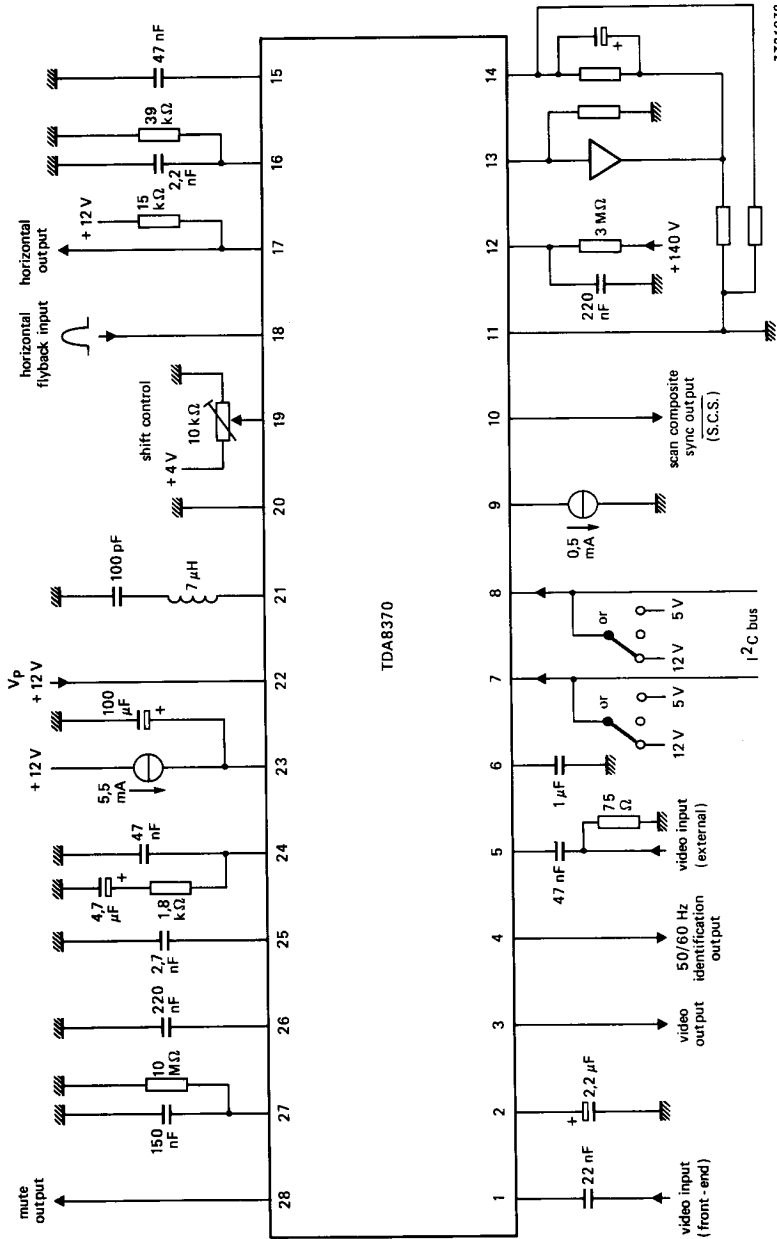 mute
output
28
150
nF
10
MΩ
27
220
nF
26
2,7
nF
25
4,7
μF
+
1,8
kΩ
47
nF
24
+ 12 V
5,5
mA
100
μF
+
23
VP
+ 12 V
22
100 pF
7 μH
21
20
shift control
+ 4 V
10 kΩ
19
horizontal
flyback input
18
horizontal
output
+ 12 V
15
kΩ
17
2,2
nF
39
kΩ
16
47 nF
15
TDA8370
1
22 nF
video input
(front - end)
2
+
2,2 μF
3
video
output
4
50/60 Hz
identification
output
5
47 nF
75
Ω
video input
(external)
6
1 μF
7
or
12 V
5 V
8
or
12 V
5 V
I²C bus
9
0,5
mA
10
scan composite
sync output
(S.C.S.)
11
12
220
nF
3 MΩ
+ 140 V
13
14
+